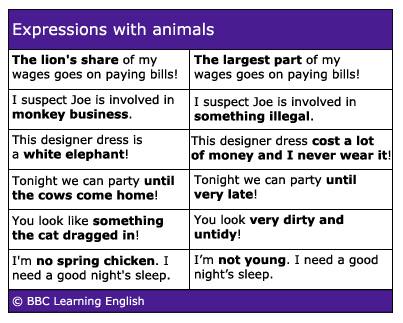 Expressions with animals
The lion's share of my
wages goes on paying bills!
The largest part of my
wages goes on paying bills!
I suspect Joe is involved in
monkey business.
I suspect Joe is involved in
something illegal.
This designer dress is
a white elephant!
This designer dress cost a lot
of money and I never wear it!
Tonight we can party until
the cows come home!
Tonight we can party until
very late!
You look like something
the cat dragged in!
You look very dirty and
untidy!
I'm no spring chicken. I
need a good night's sleep.
I’m not young. I need a good
night’s sleep.
© BBC Learning English